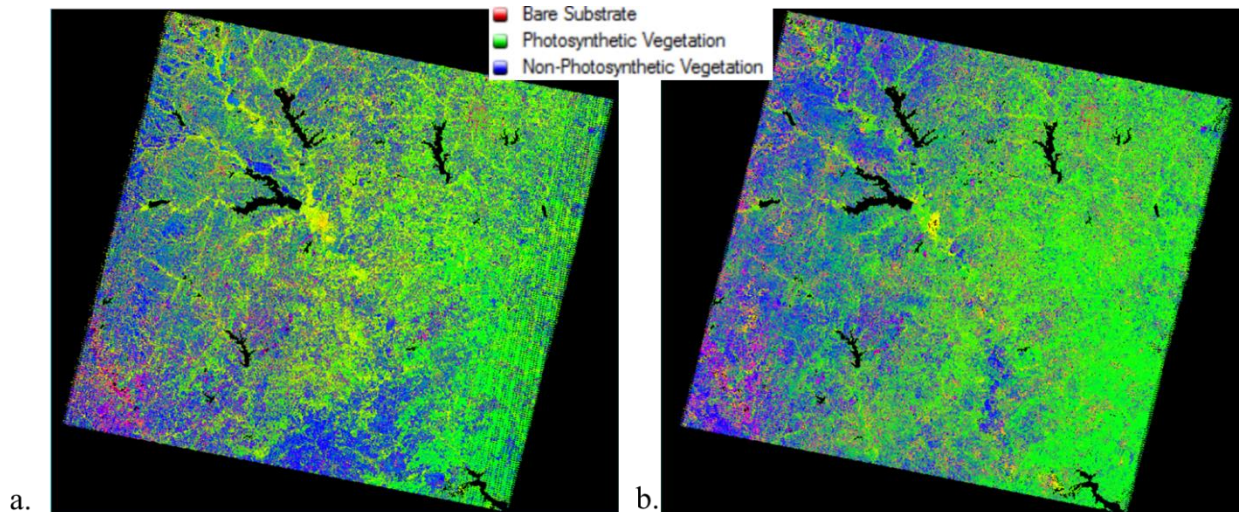 Bare Substrate
Photosynthetic Vegetation
Non-Photosynthetic Vegetation
a.
b.